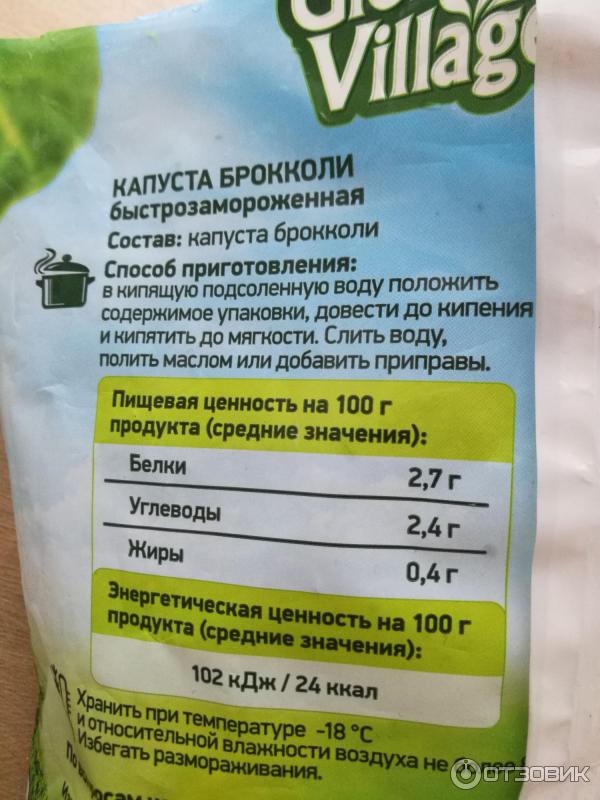 Village
КАПУСТА БРОККОЛИ
быстрозамороженная
Состав: капуста брокколи
Способ приготовления:
в кипящую подсоленную воду положить
содержимое упаковки, довести до кипения
и кипятить до мягкости. Слить воду,
полить маслом или добавить приправы.
Пищевая ценность на 100 г
продукта (средние значения):
Белки 2,7 г
Углеводы 2,4 г
Жиры 0,4 г
Энергетическая ценность на 100 г
продукта (средние значения):
102 кДж / 24 ккал
Хранить при температуре -18 °C
и относительной влажности воздуха не
Избегать размораживания.
По
ОТЗОВИК